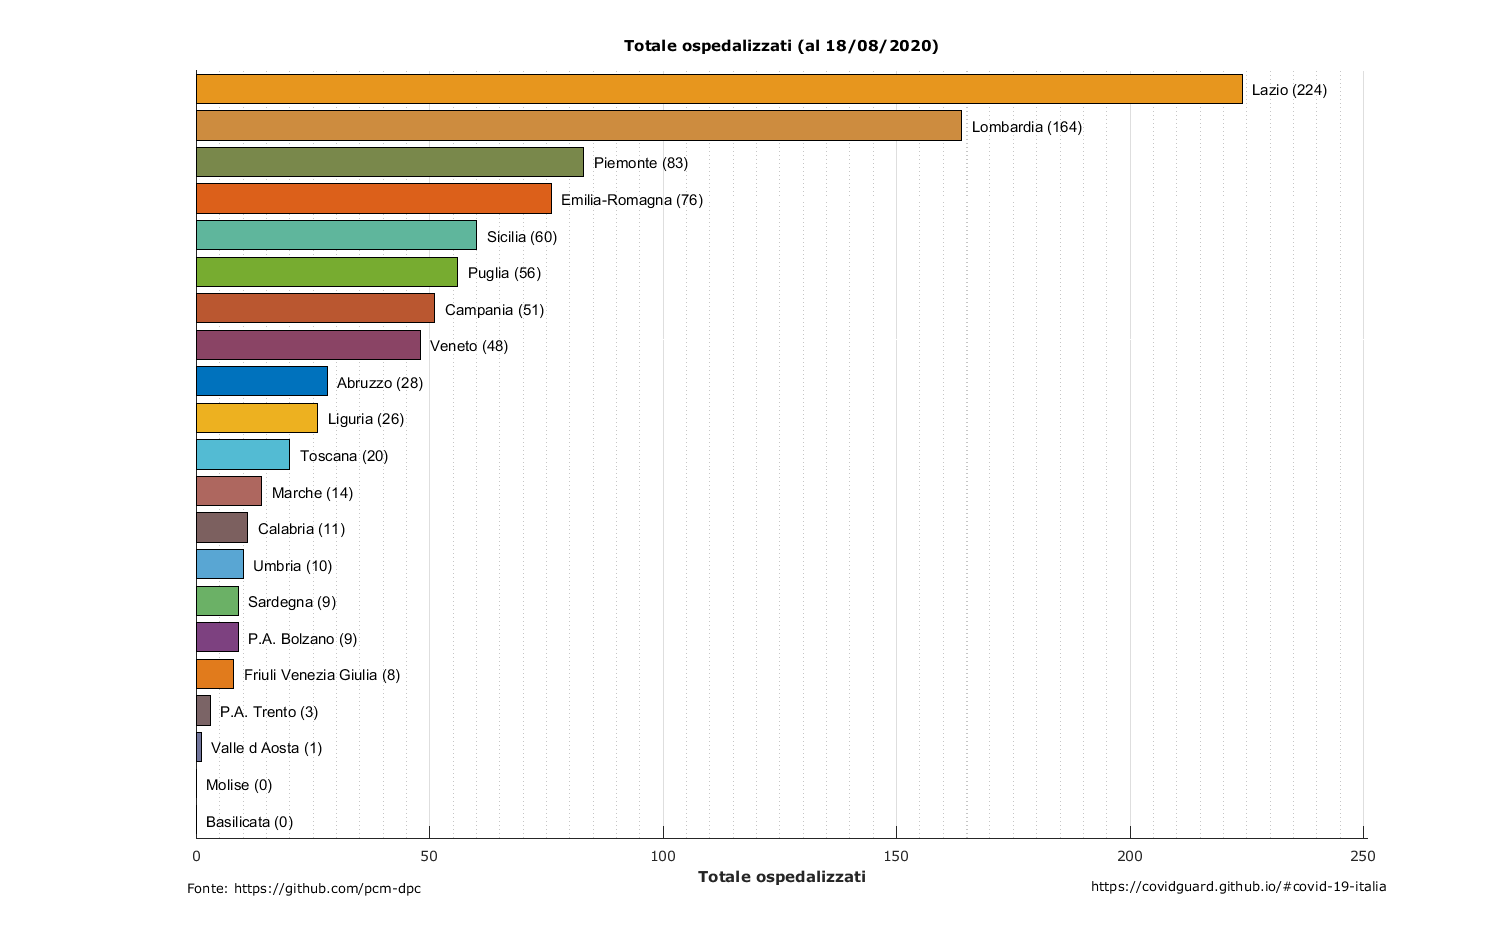 Totale ospedalizzati (al 18/08/2020)
Lazio (224)
Lombardia (164)
Piemonte (83)
Emilia-Romagna (76)
Sicilia (60)
Puglia (56)
Campania (51)
Veneto (48)
Abruzzo (28)
Liguria (26)
Toscana (20)
Marche (14)
Calabria (11)
Umbria (10)
Sardegna (9)
P.A. Bolzano (9)
Friuli Venezia Giulia (8)
P.A. Trento (3)
Valle d Aosta (1)
Molise (0)
Basilicata (0)
0 50 100 150 200 250
Totale ospedalizzati
Fonte: https://github.com/pcm-dpc
https://covidguard.github.io/#covid-19-italia